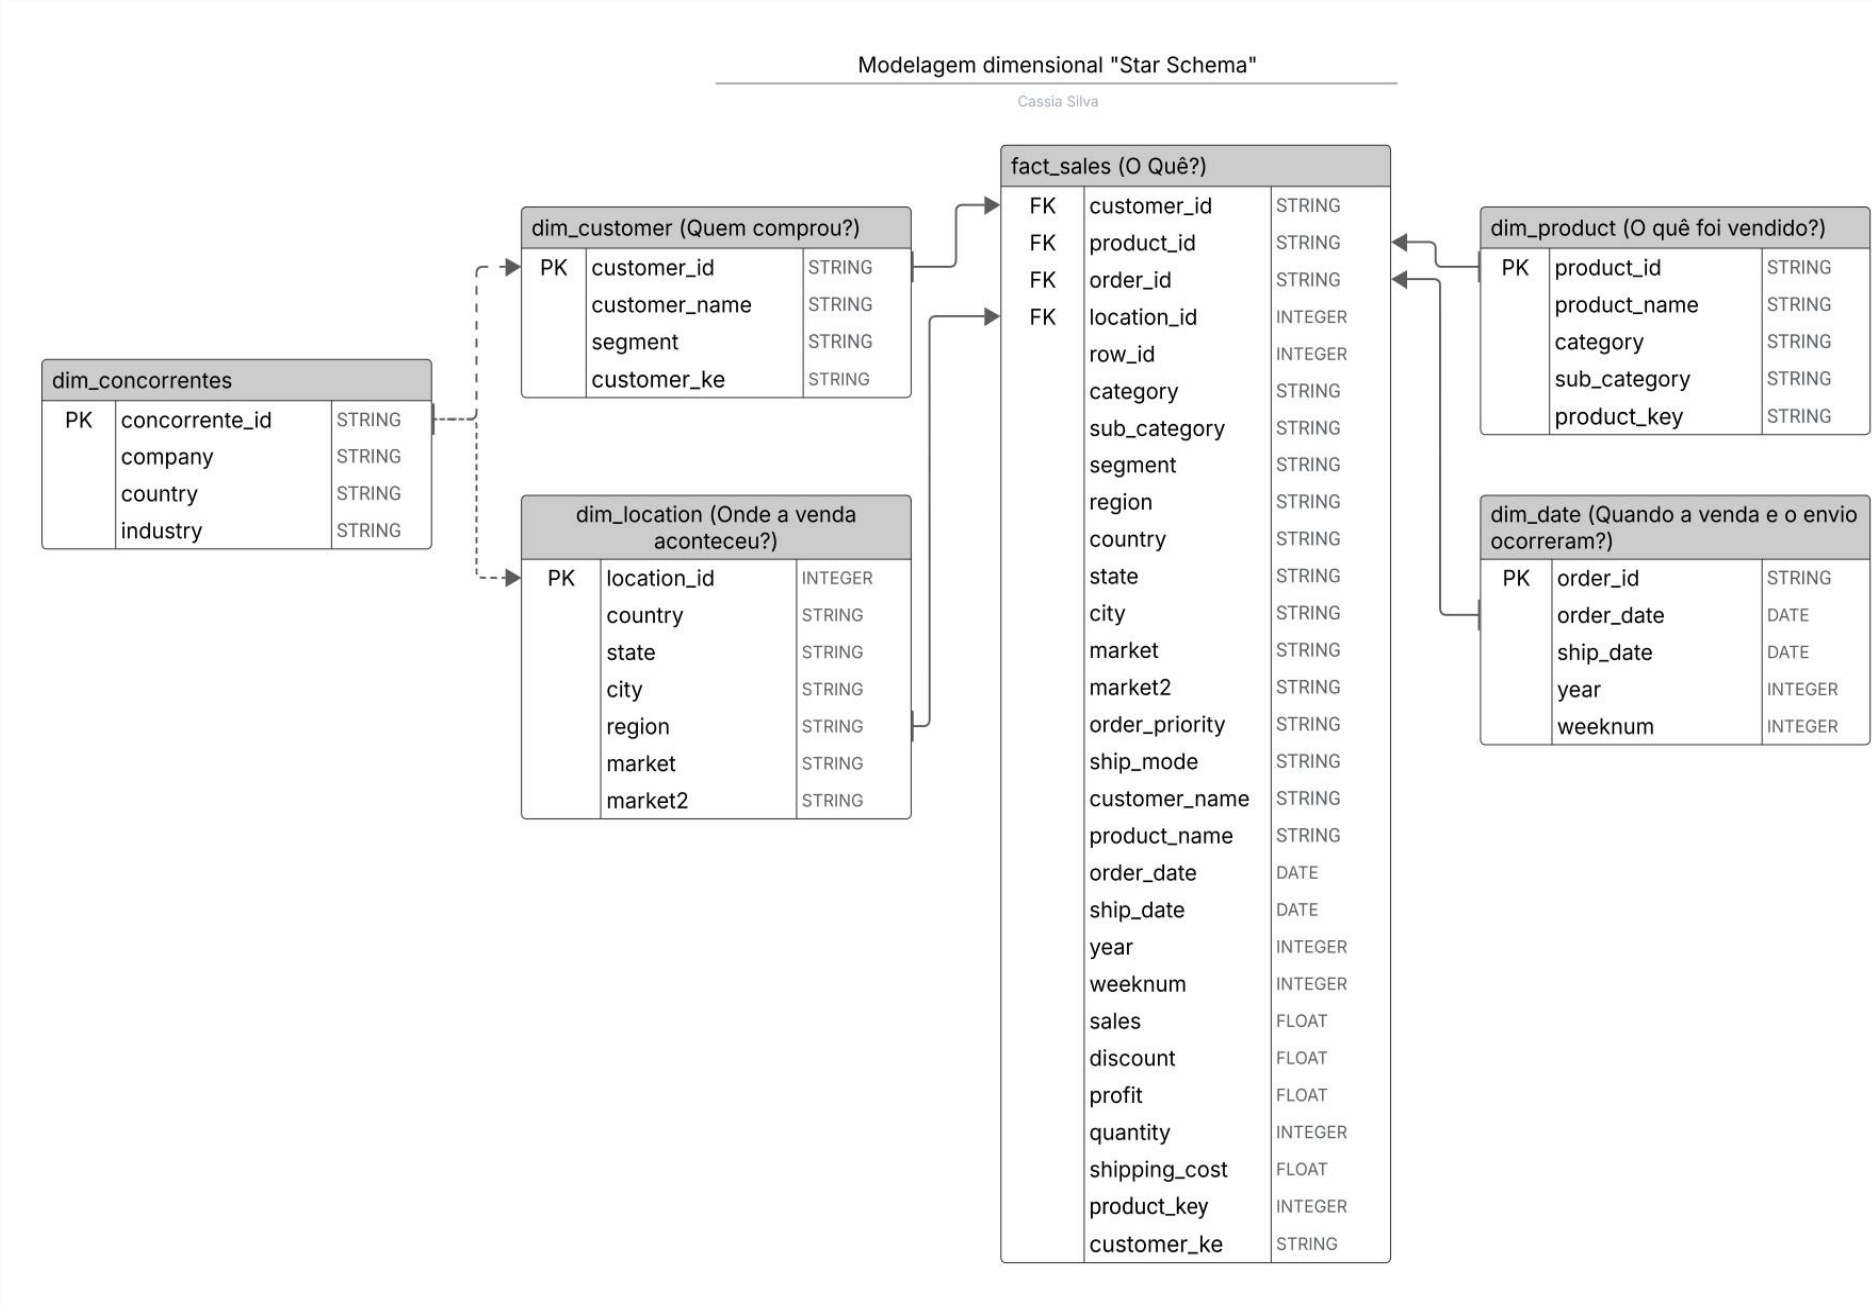 Modelagem dimensional "Star Schema"
Cassia Silva
dim_concorrentes
PK concorrente_id STRING
company STRING
country STRING
industry STRING
dim_customer (Quem comprou?)
PK customer_id STRING
customer_name STRING
segment STRING
customer_ke STRING
dim_location (Onde a venda
aconteceu?)
PK location_id INTEGER
country STRING
state STRING
city STRING
region STRING
market STRING
market2 STRING
fact_sales (O Quê?)
FK customer_id STRING
FK product_id STRING
FK order_id STRING
FK location_id INTEGER
row_id INTEGER
category STRING
sub_category STRING
segment STRING
region STRING
country STRING
state STRING
city STRING
market STRING
market2 STRING
order_priority STRING
ship_mode STRING
customer_name STRING
product_name STRING
order_date DATE
ship_date DATE
year INTEGER
weeknum INTEGER
sales FLOAT
discount FLOAT
profit FLOAT
quantity INTEGER
shipping_cost FLOAT
product_key INTEGER
customer_ke STRING
dim_product (O quê foi vendido?)
PK product_id STRING
product_name STRING
category STRING
sub_category STRING
product_key STRING
dim_date (Quando a venda e o envio
ocorreram?)
PK order_id STRING
order_date DATE
ship_date DATE
year INTEGER
weeknum INTEGER